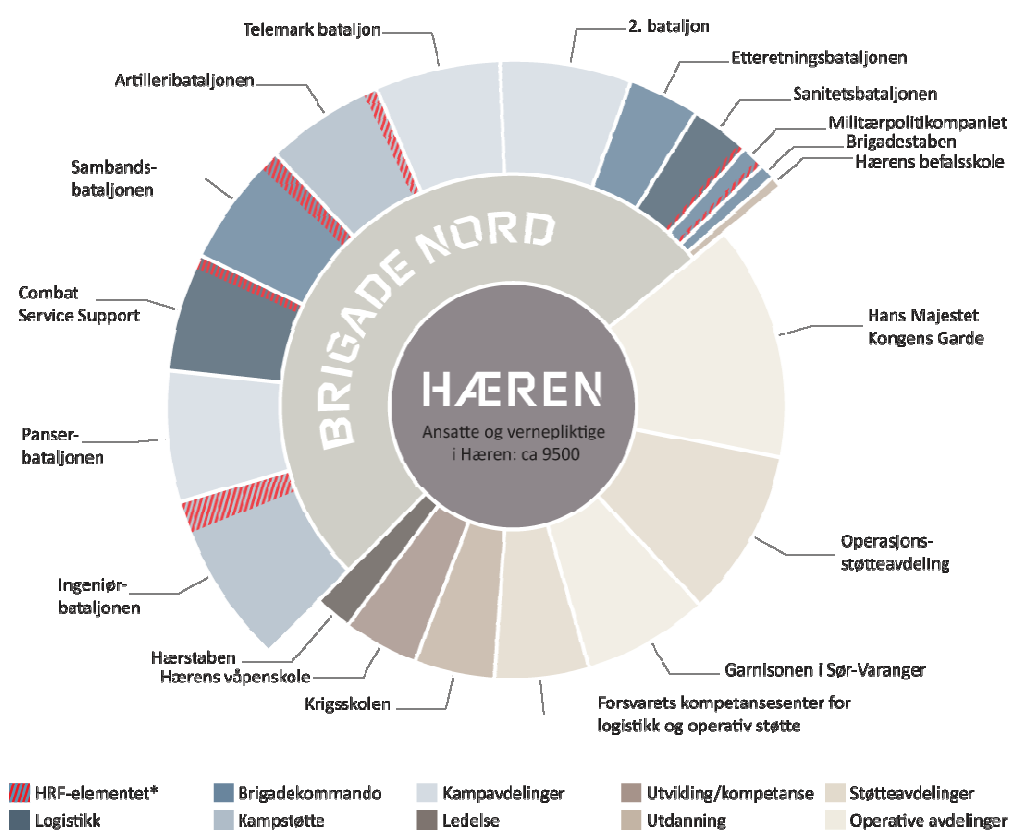 Telemark bataljon
2. bataljon
Etteretningsbataljonen
Artilleribataljonen
Sanitetsbataljonen
Militærpolitikompaniet
Brigadestaben
Hærens befalsskole
Sambands-
bataljonen
BRIGADE NORD
Combat
Service Support
Hans Majestet
Kongens Garde
HÆREN
Ansatte og vernepliktige
i Hæren: ca 9500
Panser-
bataljonen
Operasjons-
støtteavdeling
Ingeniør-
bataljonen
Hærstaben
Hærens våpenskole
Krigsskolen
Garnisonen i Sør-Varanger
Forsvarets kompetansesenter for
logistikk og operativ støtte
HRF-elementet*
Brigadekommando
Kampavdelinger
Utvikling/kompetanse
Støtteavdelinger
Logistikk
Kampstøtte
Ledelse
Utdanning
Operative avdelinger